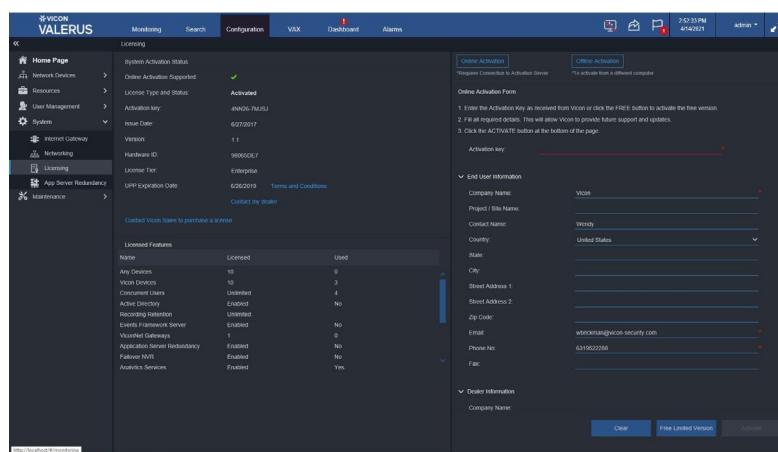 VICON
VALERUS
Monitoring
Search
Configuration
VAX
Dashboard
Alarms
2:52:33 PM
4/14/2021
admin
Licensing
Home Page
Network Devices
Resources
User Management
System
Internet Gateway
Networking
Licensing
App Server Redundancy
Maintenance
System Activation Status
Online Activation Supported:
License Type and Status: Activated
Activation key: 4NN26-7MJSJ
Issue Date: 6/27/2017
Version: 1.1
Hardware ID: 98065DE7
License Tier: Enterprise
UPP Expiration Date: 6/26/2019 Terms and Conditions
Contact my dealer
Contact Vicon Sales to purchase a license
Licensed Features
Name Licensed Used
Any Devices 10 0
Vicon Devices 10 3
Concurrent Users Unlimited 4
Active Directory Enabled No
Recording Retention Unlimited
Events Framework Server Enabled No
ViconNet Gateways 1 0
Application Server Redundancy Enabled No
Failover NVR Enabled No
Analytics Services Enabled Yes
Online Activation
Offline Activation
*Requires Connection to Activation Server
*To activate from a different computer
Online Activation Form
1. Enter the Activation Key as received from Vicon or click the FREE button to activate the free version.
2. Fill all required details. This will allow Vicon to provide future support and updates.
3. Click the ACTIVATE button at the bottom of the page.
Activation key: *
End User Information
Company Name: Vicon *
Project / Site Name:
Contact Name: Wendy
Country: United States
State:
City:
Street Address 1:
Street Address 2:
Zip Code:
Email: wbrickman@vicon-security.com *
Phone No: 6319522288 *
Fax:
Dealer Information
Company Name:
Clear
Free Limited Version
Activate
http://localhost/#/monitoring